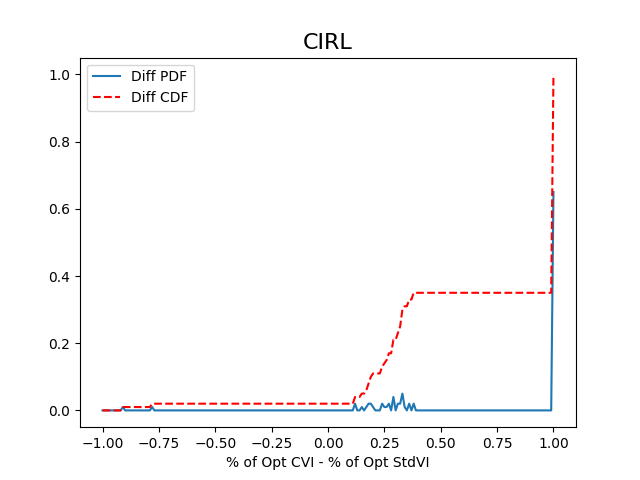 CIRL
Diff PDF
Diff CDF
1.0
0.8
0.6
0.4
0.2
0.0
−1.00 −0.75 −0.50 −0.25 0.00 0.25 0.50 0.75 1.00
% of Opt CVI - % of Opt StdVI